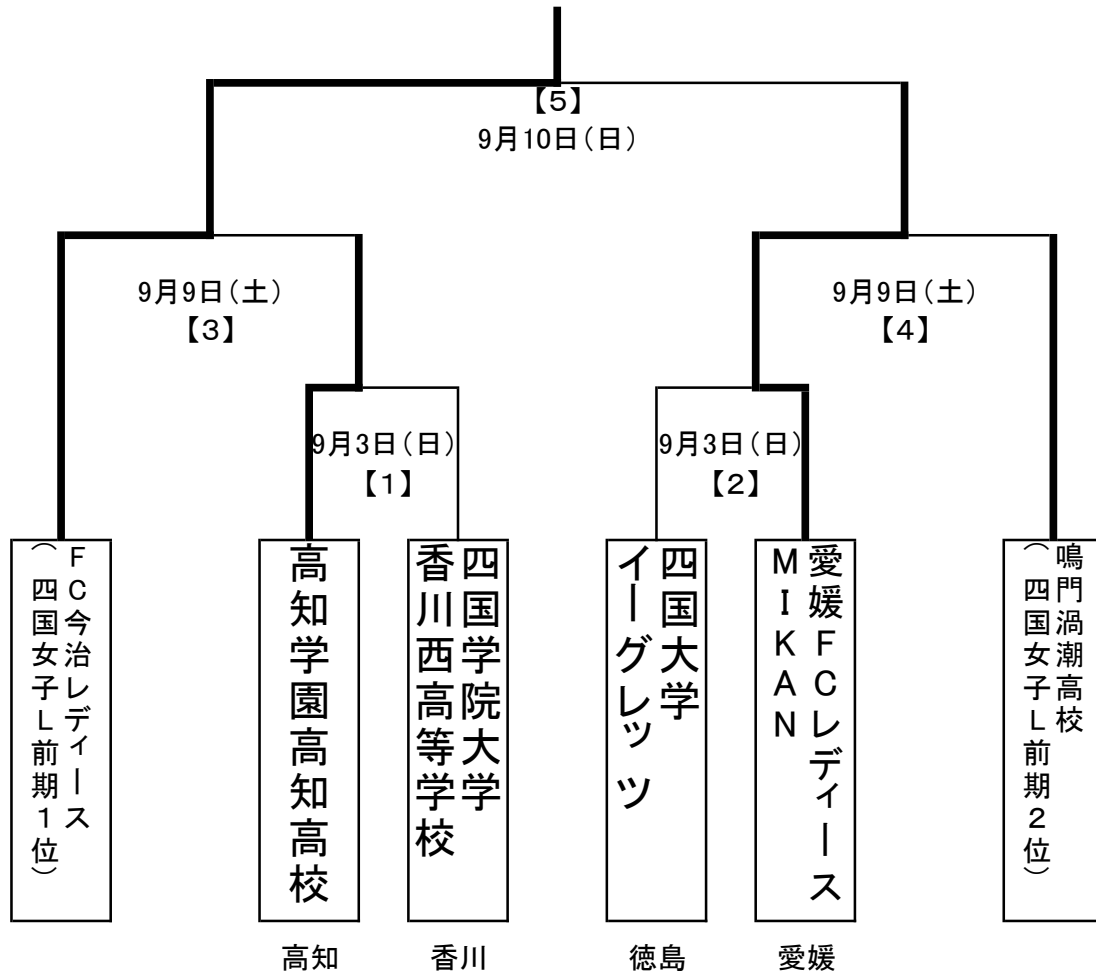 【5】
9月10日(日)
9月9日(土)
【3】
9月9日(土)
【4】
9月3日(日)
【1】
9月3日(日)
【2】
FC今治レディース
(四国女子L前期1位)
高知学園高知高校
四国学院大学
香川西高等学校
四国大学
イーグレッツ
愛媛FCレディース
MIKAN
鳴門渦潮高校
(四国女子L前期2位)
高知
香川
徳島
愛媛